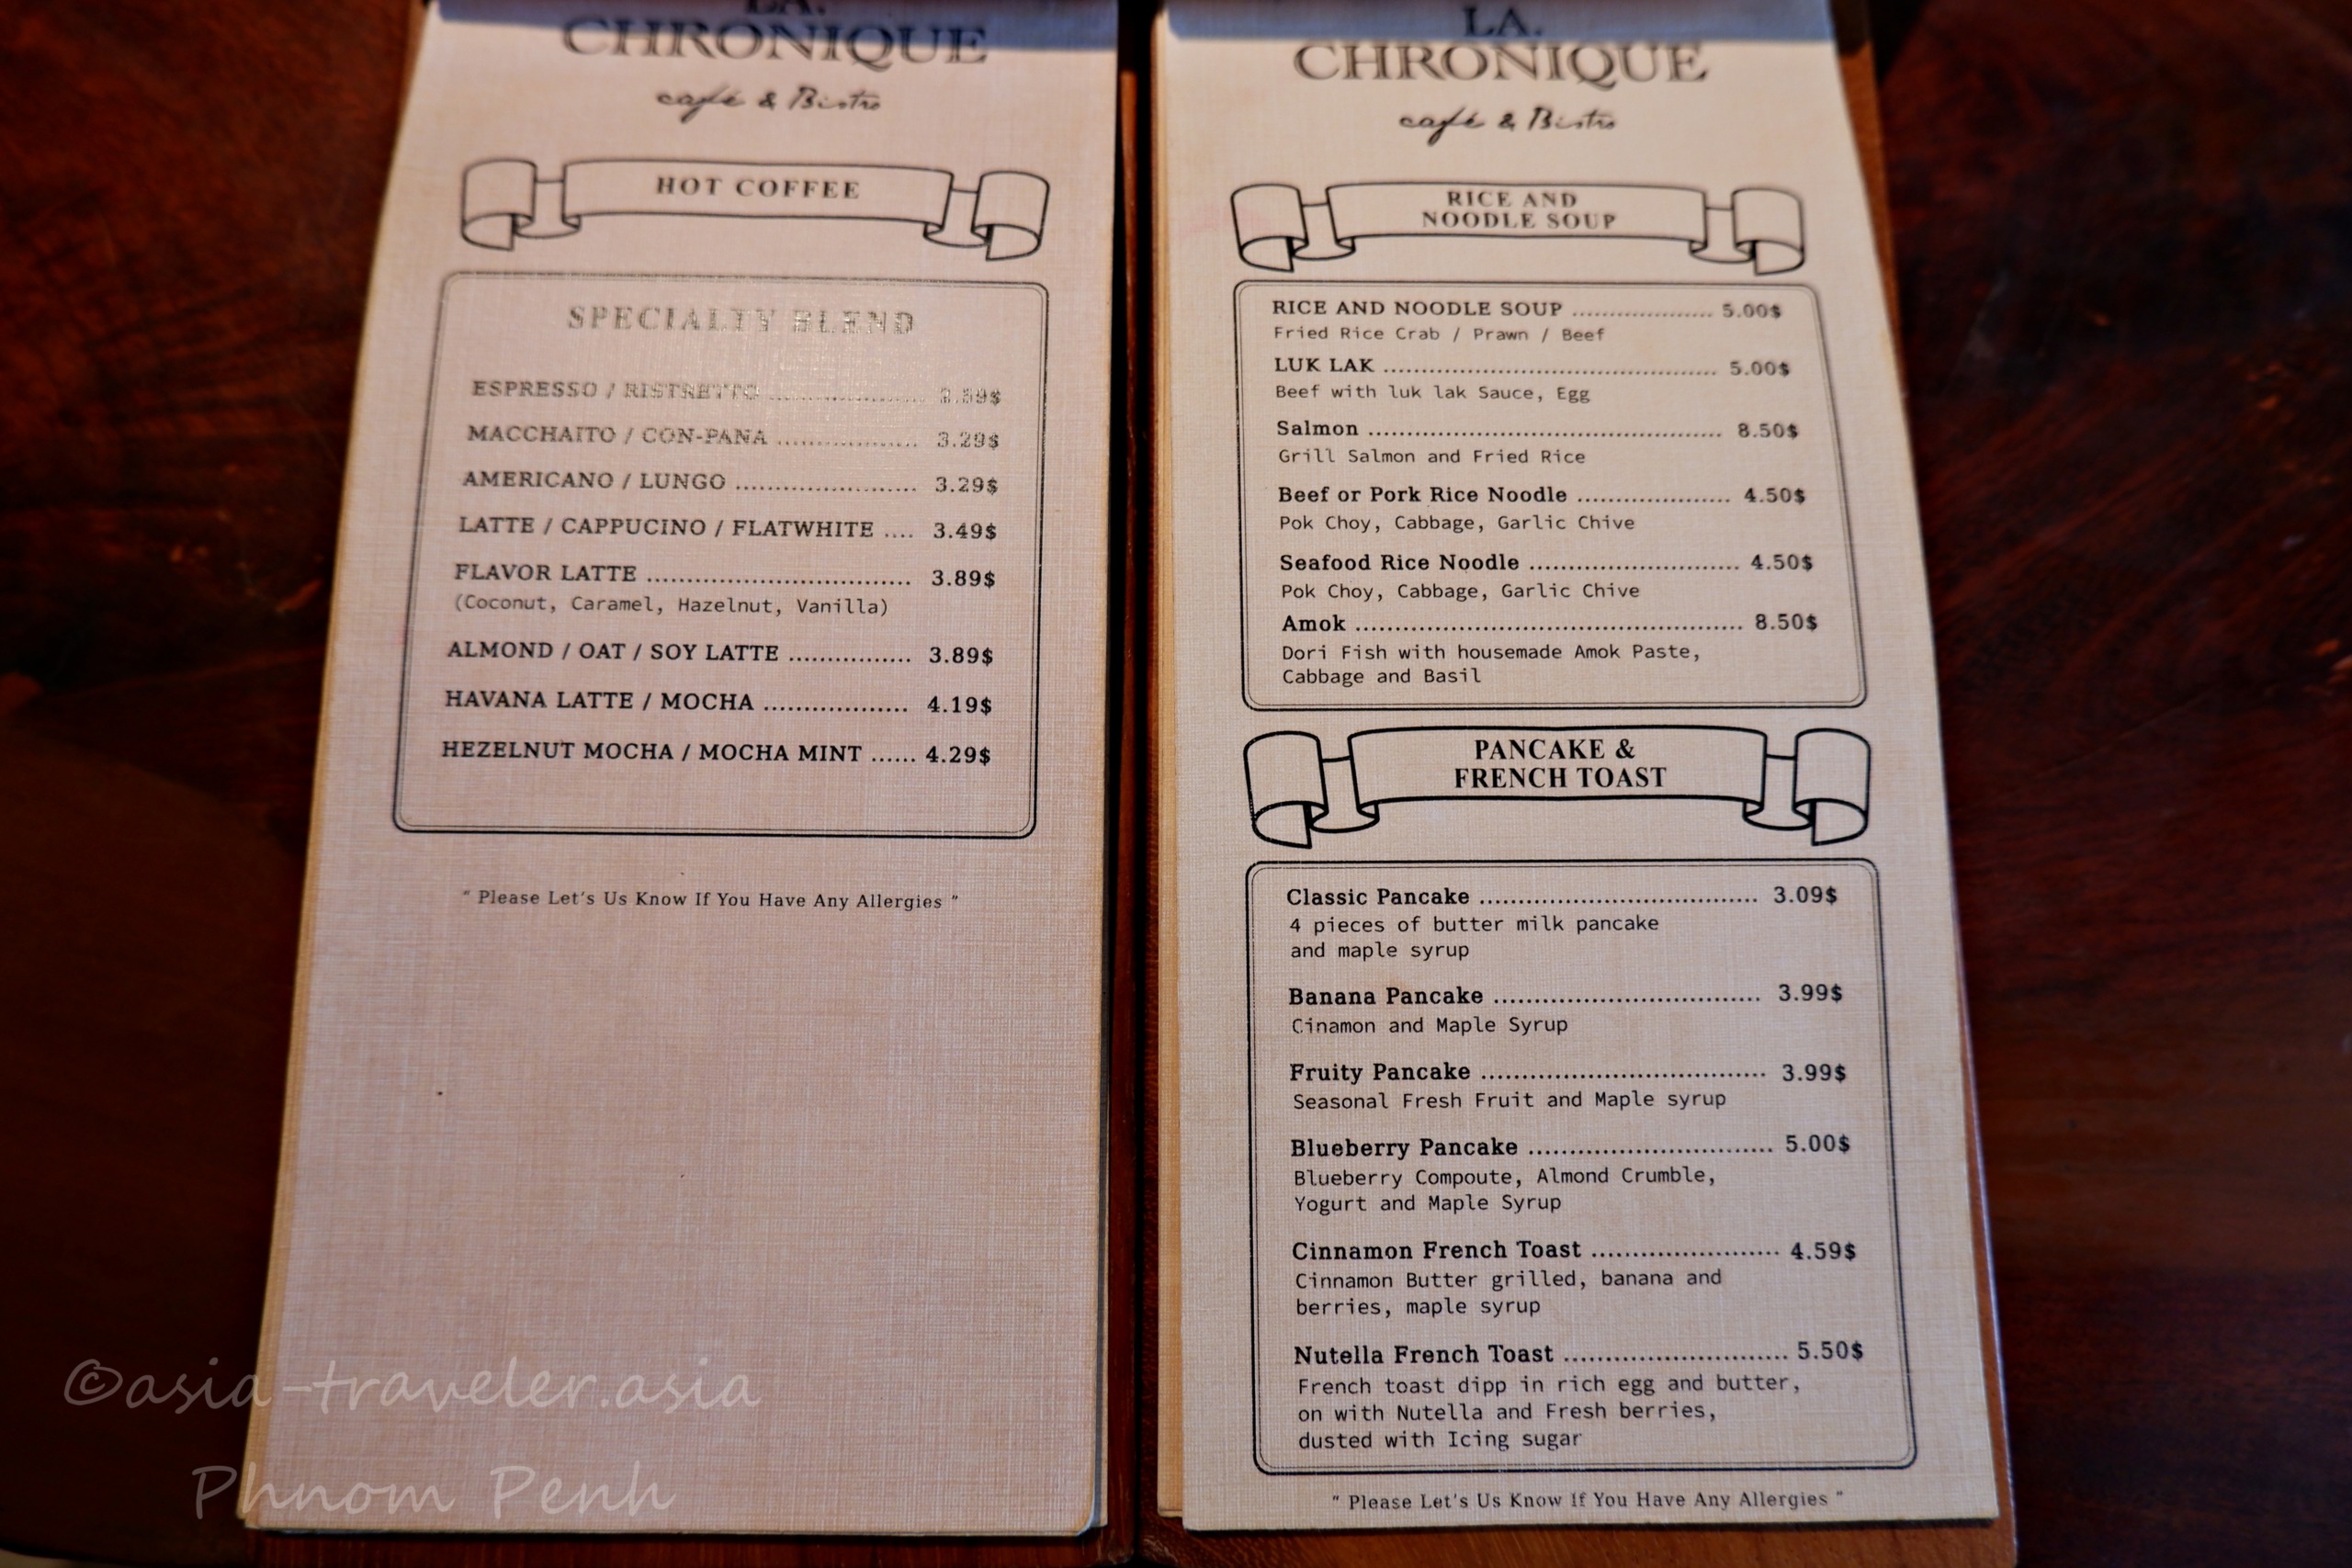 LA.
CHRONIQUE
café & Bistro
HOT COFFEE
SPECIALTY BLEND
ESPRESSO / RISTRETTO ....................
MACCHAITO / CON-PANA .................. 3.29$
AMERICANO / LUNGO ....................... 3.29$
LATTE / CAPPUCINO / FLATWHITE .... 3.49$
FLAVOR LATTE .................................. 3.89$
(Coconut, Caramel, Hazelnut, Vanilla)
ALMOND / OAT / SOY LATTE ................ 3.89$
HAVANA LATTE / MOCHA .................. 4.19$
HEZELNUT MOCHA / MOCHA MINT ...... 4.29$
" Please Let's Us Know If You Have Any Allergies "
LA.
CHRONIQUE
café & Bistro
RICE AND
NOODLE SOUP
RICE AND NOODLE SOUP .................. 5.00$
Fried Rice Crab / Prawn / Beef
LUK LAK .......................................... 5.00$
Beef with luk lak Sauce, Egg
Salmon ............................................. 8.50$
Grill Salmon and Fried Rice
Beef or Pork Rice Noodle .................... 4.50$
Pok Choy, Cabbage, Garlic Chive
Seafood Rice Noodle ........................... 4.50$
Pok Choy, Cabbage, Garlic Chive
Amok ................................................. 8.50$
Dori Fish with housemade Amok Paste,
Cabbage and Basil
PANCAKE &
FRENCH TOAST
Classic Pancake ................................... 3.09$
4 pieces of butter milk pancake
and maple syrup
Banana Pancake .................................. 3.99$
Cinamon and Maple Syrup
Fruity Pancake .................................... 3.99$
Seasonal Fresh Fruit and Maple syrup
Blueberry Pancake ............................... 5.00$
Blueberry Compoute, Almond Crumble,
Yogurt and Maple Syrup
Cinnamon French Toast ........................ 4.59$
Cinnamon Butter grilled, banana and
berries, maple syrup
Nutella French Toast ............................ 5.50$
French toast dipp in rich egg and butter,
on with Nutella and Fresh berries,
dusted with Icing sugar
" Please Let's Us Know If You Have Any Allergies "
©asia-traveler.asia
Phnom Penh